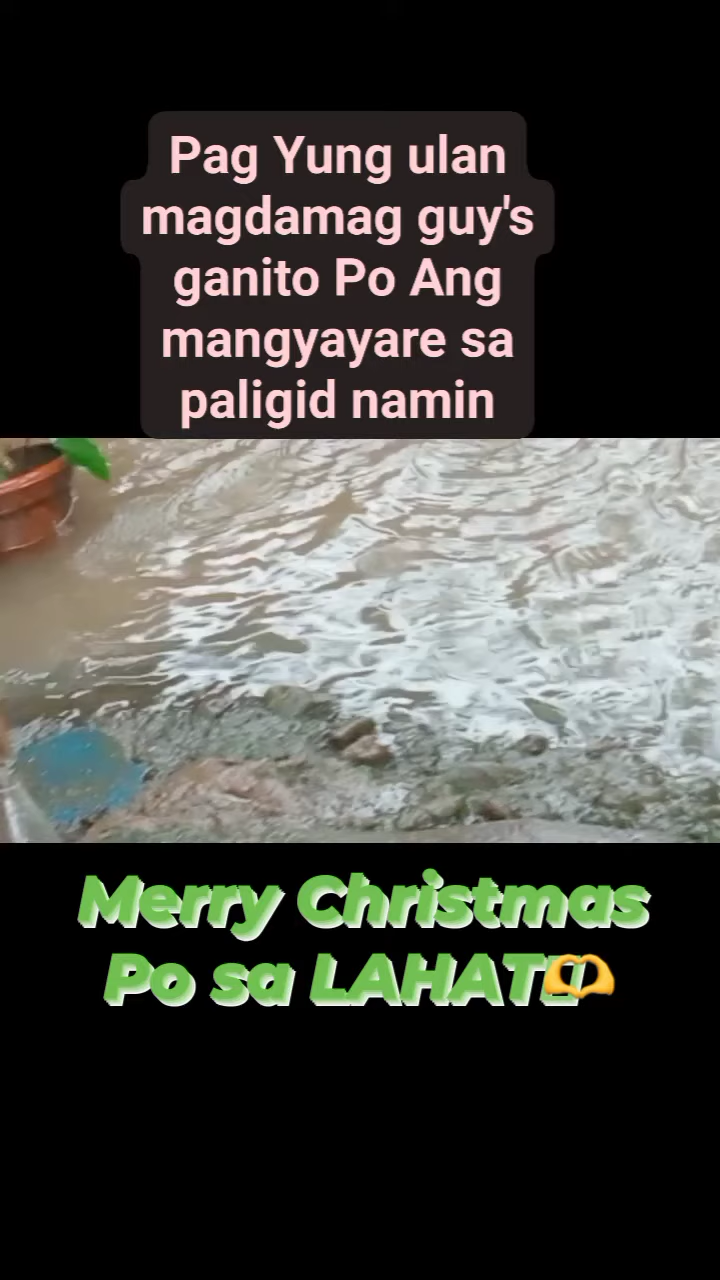 Pag Yung ulan
magdamag guy's
ganito Po Ang
mangyayare sa
paligid namin
Merry Christmas
Po sa LAHAT🫶